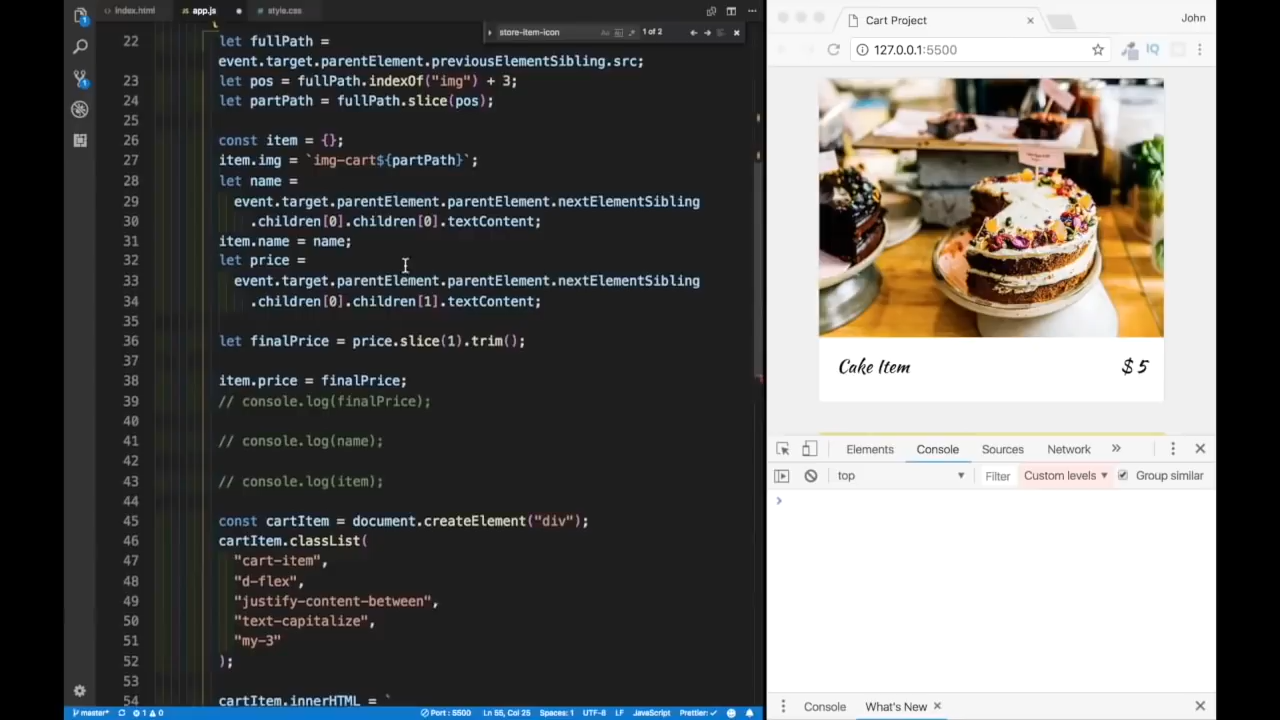 index.html
app.js
style.css
store-item-icon
1 of 2
22
let fullPath =
event.target.parentElement.previousElementSibling.src;
23
let pos = fullPath.indexOf("img") + 3;
24
let partPath = fullPath.slice(pos);
25
26
const item = {};
27
item.img = `img-cart${partPath}`;
28
let name =
29
event.target.parentElement.parentElement.nextElementSibling
30
.children[0].children[0].textContent;
31
item.name = name;
32
let price =
33
event.target.parentElement.parentElement.nextElementSibling
34
.children[0].children[1].textContent;
35
36
let finalPrice = price.slice(1).trim();
37
38
item.price = finalPrice;
39
// console.log(finalPrice);
40
41
// console.log(name);
42
43
// console.log(item);
44
45
const cartItem = document.createElement("div");
46
cartItem.classList(
47
"cart-item",
48
"d-flex",
49
"justify-content-between",
50
"text-capitalize",
51
"my-3"
52
);
53
54
cartItem.innerHTML = `
master*
1
0
Port : 5500
Ln 55, Col 25
Spaces: 1
UTF-8
LF
JavaScript
Prettier: ✓
Cart Project
John
127.0.0.1:5500
IQ
Cake Item
$ 5
Elements
Console
Sources
Network
top
Filter
Custom levels
Group similar
Console
What's New